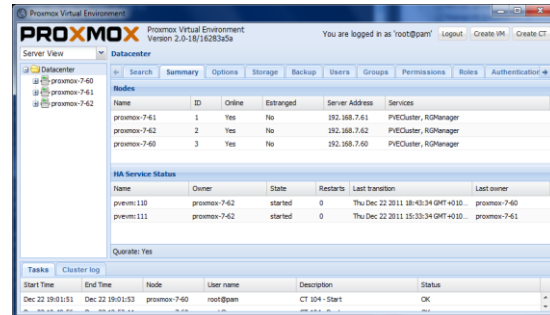 Proxmox Virtual Environment
PROXMOX Proxmox Virtual Environment
Version 2.0-18/16283a5a
You are logged in as 'root@pam' Logout Create VM Create CT
Server View Datacenter
Datacenter
proxmox-7-60
proxmox-7-61
proxmox-7-62
Search Summary Options Storage Backup Users Groups Permissions Roles Authentication
Nodes
Name ID Online Estranged Server Address Services
proxmox-7-61 1 Yes No 192.168.7.61 PVECluster, RGManager
proxmox-7-62 2 Yes No 192.168.7.62 PVECluster, RGManager
proxmox-7-60 3 Yes No 192.168.7.60 PVECluster, RGManager
HA Service Status
Name Owner State Restarts Last transition Last owner
pvevm:110 proxmox-7-62 started 0 Thu Dec 22 2011 18:43:34 GMT+010... proxmox-7-60
pvevm:111 proxmox-7-62 started 0 Thu Dec 22 2011 15:33:34 GMT+010... proxmox-7-61
Quorate: Yes
Tasks Cluster log
Start Time End Time Node User name Description Status
Dec 22 19:01:51 Dec 22 19:01:53 proxmox-7-60 root@pam CT 104 - Start OK